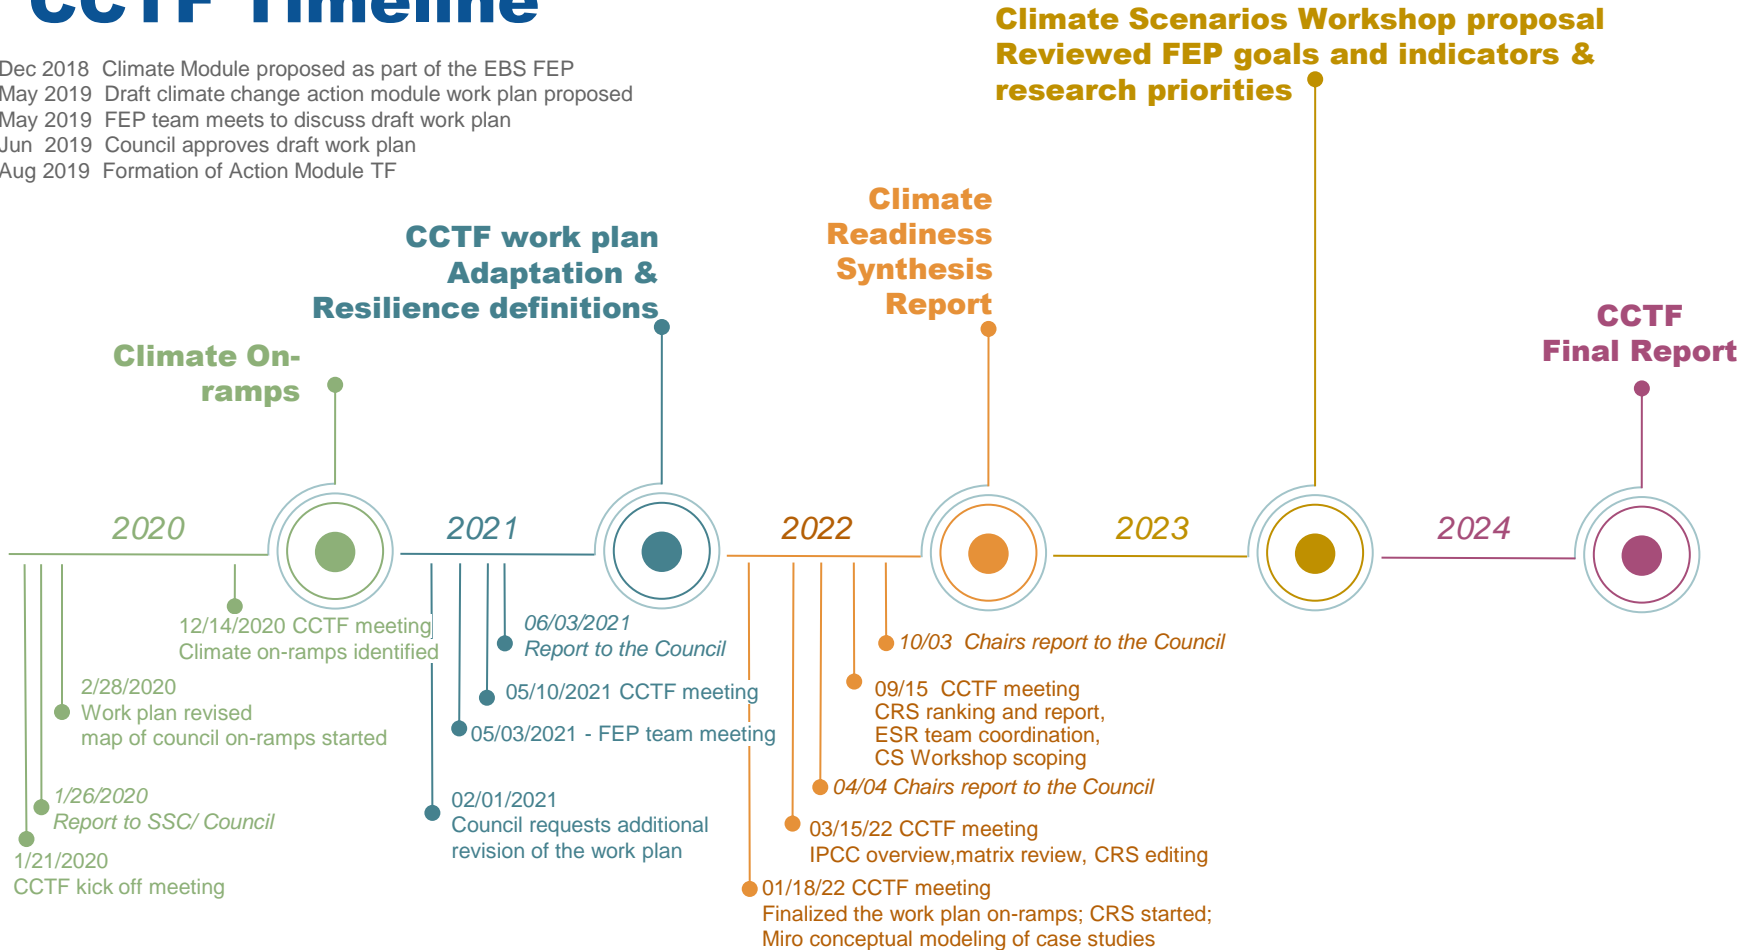 CCTF Timeline
Dec 2018 Climate Module proposed as part of the EBS FEP
May 2019 Draft climate change action module work plan proposed
May 2019 FEP team meets to discuss draft work plan
Jun 2019 Council approves draft work plan
Aug 2019 Formation of Action Module TF
Climate Scenarios Workshop proposal
Reviewed FEP goals and indicators &
research priorities
Climate
Readiness
Synthesis
Report
CCTF work plan
Adaptation &
Resilience definitions
Climate On-
ramps
CCTF
Final Report
2020
2021
2022
2023
2024
12/14/2020 CCTF meeting
Climate on-ramps identified
2/28/2020
Work plan revised
map of council on-ramps started
1/26/2020
Report to SSC/ Council
1/21/2020
CCTF kick off meeting
06/03/2021
Report to the Council
05/10/2021 CCTF meeting
05/03/2021 - FEP team meeting
02/01/2021
Council requests additional
revision of the work plan
10/03 Chairs report to the Council
09/15 CCTF meeting
CRS ranking and report,
ESR team coordination,
CS Workshop scoping
04/04 Chairs report to the Council
03/15/22 CCTF meeting
IPCC overview,matrix review, CRS editing
01/18/22 CCTF meeting
Finalized the work plan on-ramps; CRS started;
Miro conceptual modeling of case studies